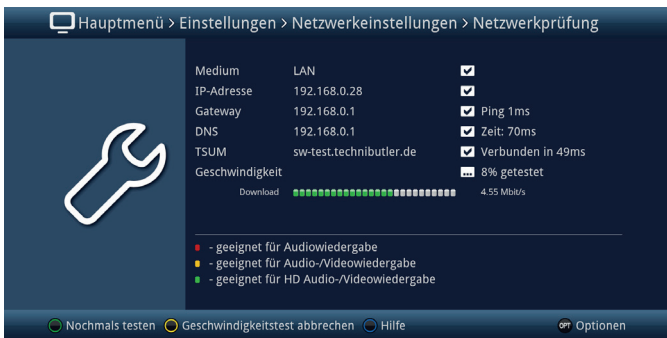 Hauptmenü > Einstellungen > Netzwerkeinstellungen > Netzwerkprüfung
Medium LAN
IP-Adresse 192.168.0.28
Gateway 192.168.0.1 Ping 1ms
DNS 192.168.0.1 Zeit: 70ms
TSUM sw-test.technibutler.de Verbunden in 49ms
Geschwindigkeit ... 8% getestet
Download 4.55 Mbit/s
- geeignet für Audiowiedergabe
- geeignet für Audio-/Videowiedergabe
- geeignet für HD Audio-/Videowiedergabe
Nochmals testen Geschwindigkeitstest abbrechen Hilfe OPT Optionen